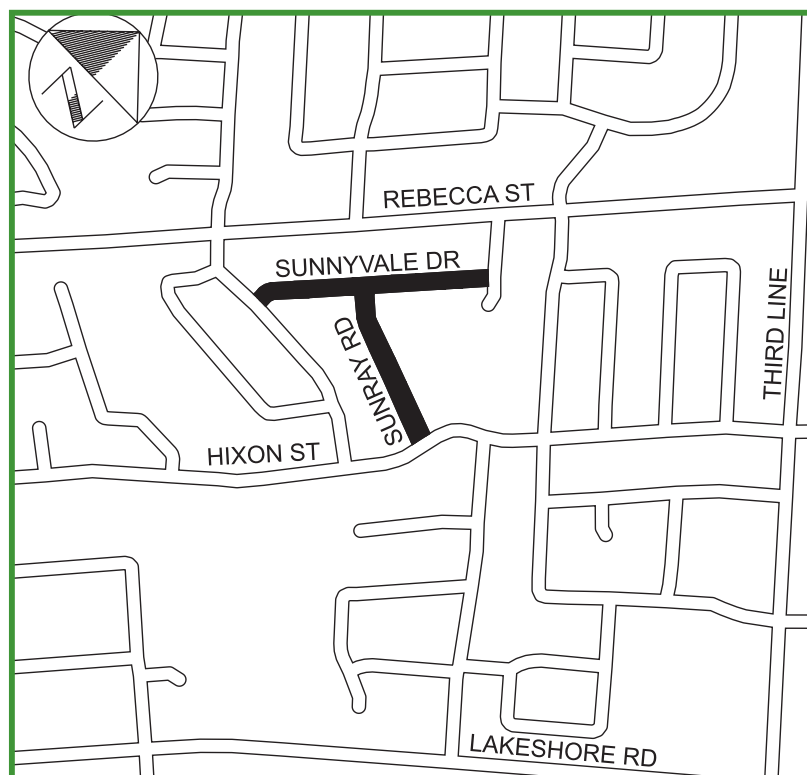 REBECCA ST
SUNNYVALE DR
THIRD LINE
SUNRAY RD
HIXON ST
LAKESHORE RD